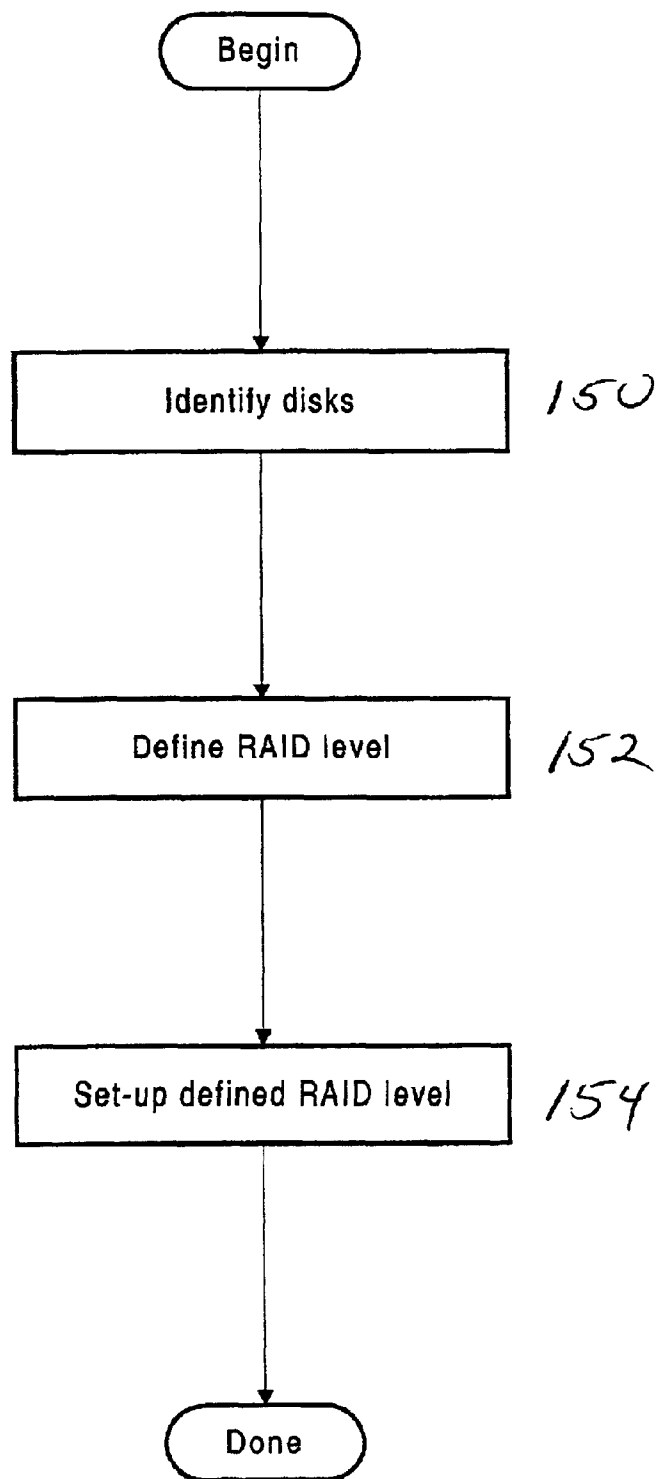 Begin
Identify disks 150
Define RAID level 152
Set-up defined RAID level 154
Done